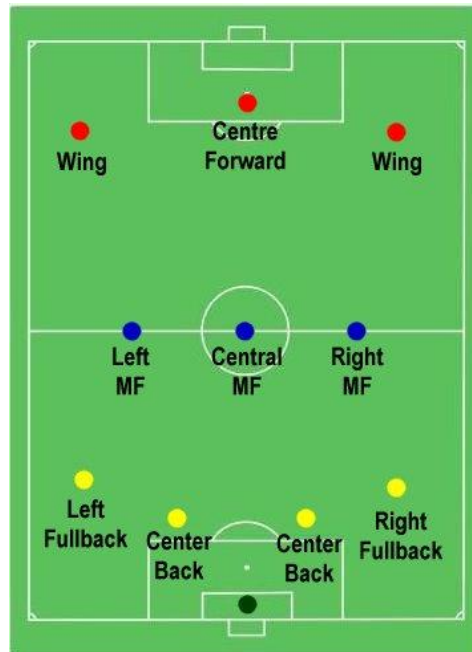 Centre
Forward
Wing
Wing
Left
MF
Central
MF
Right
MF
Left
Fullback
Center
Back
Center
Back
Right
Fullback